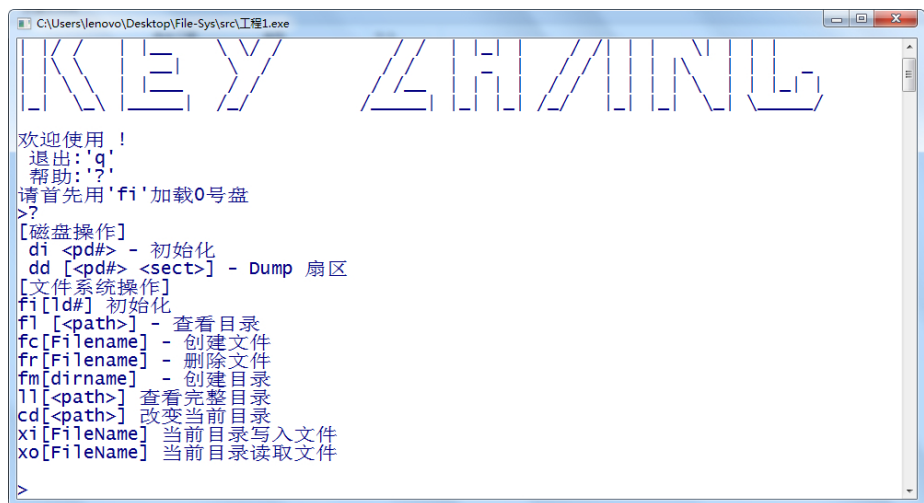 C:\Users\lenovo\Desktop\File-Sys\src\工程1.exe
KEY ZHANG
欢迎使用 !
退出:'q'
帮助:'?'
请首先用'fi'加载0号盘
>?
[磁盘操作]
di <pd#> - 初始化
dd [<pd#> <sect>] - Dump 扇区
[文件系统操作]
fi[ld#] 初始化
fl [<path>] - 查看目录
fc[Filename] - 创建文件
fr[Filename] - 删除文件
fm[dirname]  - 创建目录
ll[<path>] 查看完整目录
cd[<path>] 改变当前目录
xi[FileName] 当前目录写入文件
xo[FileName] 当前目录读取文件
>